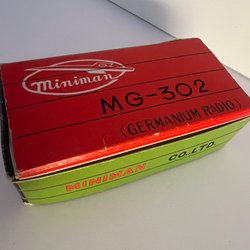 Miniman
MG-302
(GERMANIUM RADIO)
MINIMAN CO., LTD.